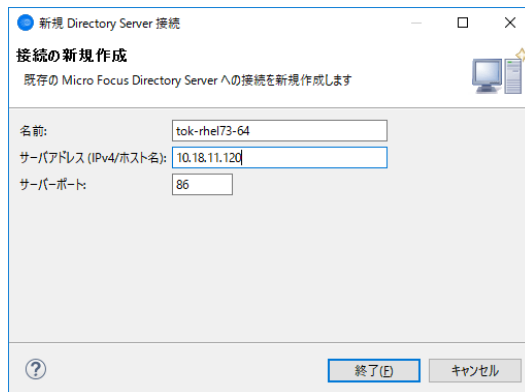 新規 Directory Server 接続
接続の新規作成
既存の Micro Focus Directory Server への接続を新規作成します
名前: tok-rhel73-64
サーバアドレス (IPv4/ホスト名): 10.18.11.120
サーバーポート: 86
終了(F) キャンセル